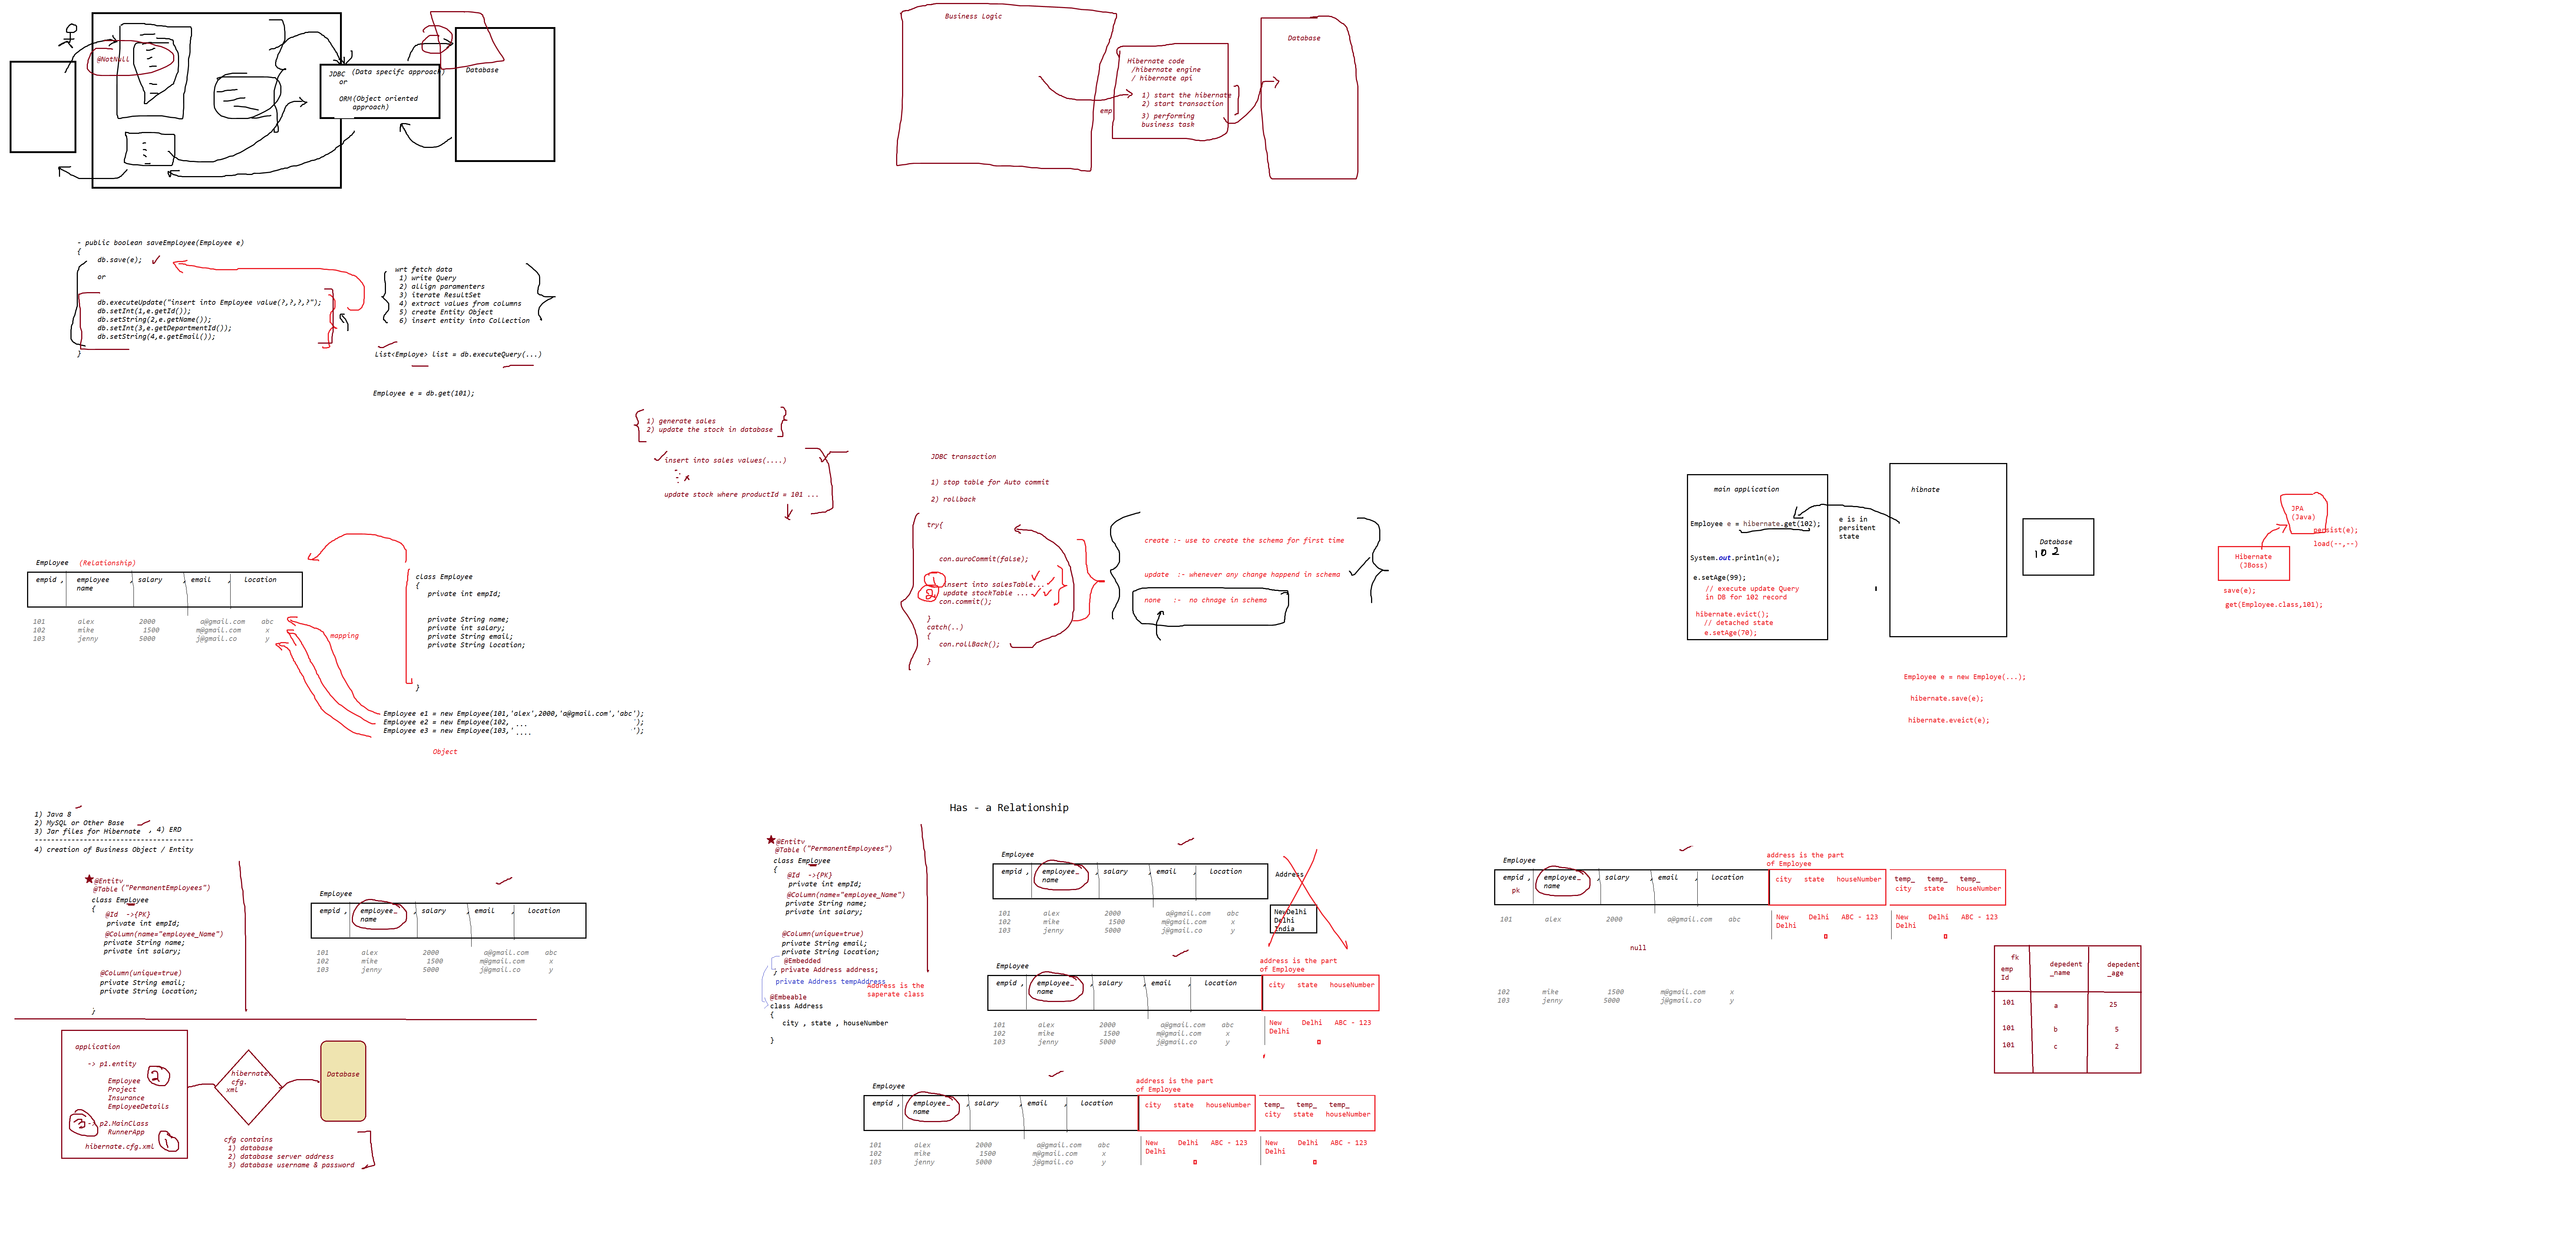 @NotNull
JDBC (Data specifc approach)
or
ORM(Object oriented
approach)
Database
Business Logic
Hibernate code
/hibernate engine
/ hibernate api
1) start the hibernate
2) start transaction
3) performing
business task
emp
Database
- public boolean saveEmployee(Employee e)
{
db.save(e);
or
db.executeUpdate("insert into Employee value(?,?,?,?");
db.setInt(1,e.getId());
db.setString(2,e.getName());
db.setInt(3,e.getDepartmentId());
db.setString(4,e.getEmail());
}
wrt fetch data
1) write Query
2) allign paramenters
3) iterate ResultSet
4) extract values from columns
5) create Entity Object
6) insert entity into Collection
List<Employe> list = db.executeQuery(...)
Employee e = db.get(101);
1) generate sales
2) update the stock in database
insert into sales values(....)
x
update stock where productId = 101 ...
JDBC transaction
1) stop table for Auto commit
2) rollback
try{
con.auroCommit(false);
1 insert into salesTable...
2 update stockTable ...
con.commit();
}
catch(..)
{
con.rollBack();
}
create :- use to create the schema for first time
update :- whenever any change happend in schema
none :- no chnage in schema
main application
Employee e = hibernate.get(102);
System.out.println(e);
e.setAge(99);
// execute update Query
in DB for 102 record
hibernate.evict();
// detached state
e.setAge(70);
e is in
persitent
state
hibnate
Database
102
Employee e = new Employe(...);
hibernate.save(e);
hibernate.eveict(e);
JPA
(Java)
persist(e);
load(--,--)
Hibernate
(JBoss)
save(e);
get(Employee.class,101);
Employee (Relationship)
empid , employee name , salary , email , location
101 alex 2000 a@gmail.com abc
102 mike 1500 m@gmail.com x
103 jenny 5000 j@gmail.co y
mapping
class Employee
{
private int empId;
private String name;
private int salary;
private String email;
private String location;
}
Employee e1 = new Employee(101,'alex',2000,'a@gmail.com','abc');
Employee e2 = new Employee(102, ... ');
Employee e3 = new Employee(103,' .... ');
Object
1) Java 8
2) MySQL or Other Base
3) Jar files for Hibernate , 4) ERD
--------------------------------------
4) creation of Business Object / Entity
@Entity
@Table ("PermanentEmployees")
class Employee
{
@Id ->{PK}
private int empId;
@Column(name="employee_Name")
private String name;
private int salary;
@Column(unique=true)
private String email;
private String location;
}
Employee
empid , employee_ name , salary , email , location
101 alex 2000 a@gmail.com abc
102 mike 1500 m@gmail.com x
103 jenny 5000 j@gmail.co y
application
-> p1.entity
Employee
2
Project
Insurance
EmployeeDetails
3
-> p2.MainClass
RunnerApp
hibernate.cfg.xml
1
hibernate.
cfg.
xml
Database
cfg contains
1) database
2) database server address
3) database username & password
Has - a Relationship
@Entity
@Table ("PermanentEmployees")
class Employee
{
@Id ->{PK}
private int empId;
@Column(name="employee_Name")
private String name;
private int salary;
@Column(unique=true)
private String email;
private String location;
@Embedded
private Address address;
}
private Address tempAddress
Address is the
saperate class
@Embeable
class Address
{
city , state , houseNumber
}
Employee
empid , employee_ name , salary , email , location
Address
101 alex 2000 a@gmail.com abc
102 mike 1500 m@gmail.com x
103 jenny 5000 j@gmail.co y
NewDelhi
Delhi
India
Employee
address is the part
of Employee
empid , employee_ name , salary , email , location city state houseNumber
101 alex 2000 a@gmail.com abc New Delhi Delhi ABC - 123
102 mike 1500 m@gmail.com x
103 jenny 5000 j@gmail.co y
Employee
address is the part
of Employee
empid , employee_ name , salary , email , location city state houseNumber temp_ city temp_ state temp_ houseNumber
101 alex 2000 a@gmail.com abc New Delhi Delhi ABC - 123 New Delhi Delhi ABC - 123
102 mike 1500 m@gmail.com x
103 jenny 5000 j@gmail.co y
Employee
address is the part
of Employee
empid , employee_ name , salary , email , location city state houseNumber temp_ city temp_ state temp_ houseNumber
pk
101 alex 2000 a@gmail.com abc New Delhi Delhi ABC - 123 New Delhi Delhi ABC - 123
null
102 mike 1500 m@gmail.com x
103 jenny 5000 j@gmail.co y
fk
emp Id depedent _name depedent _age
101 a 25
101 b 5
101 c 2